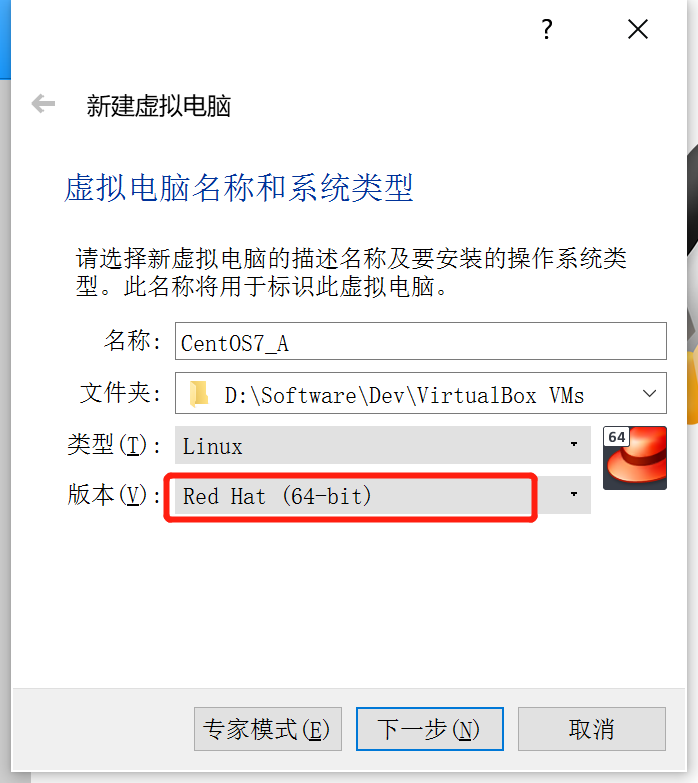 ?
新建虚拟电脑
虚拟电脑名称和系统类型
请选择新虚拟电脑的描述名称及要安装的操作系统类
型。此名称将用于标识此虚拟电脑。
名称: CentOS7_A
文件夹: D:\Software\Dev\VirtualBox VMs
类型(T): Linux
64
版本(V): Red Hat (64-bit)
专家模式(E) 下一步(N) 取消